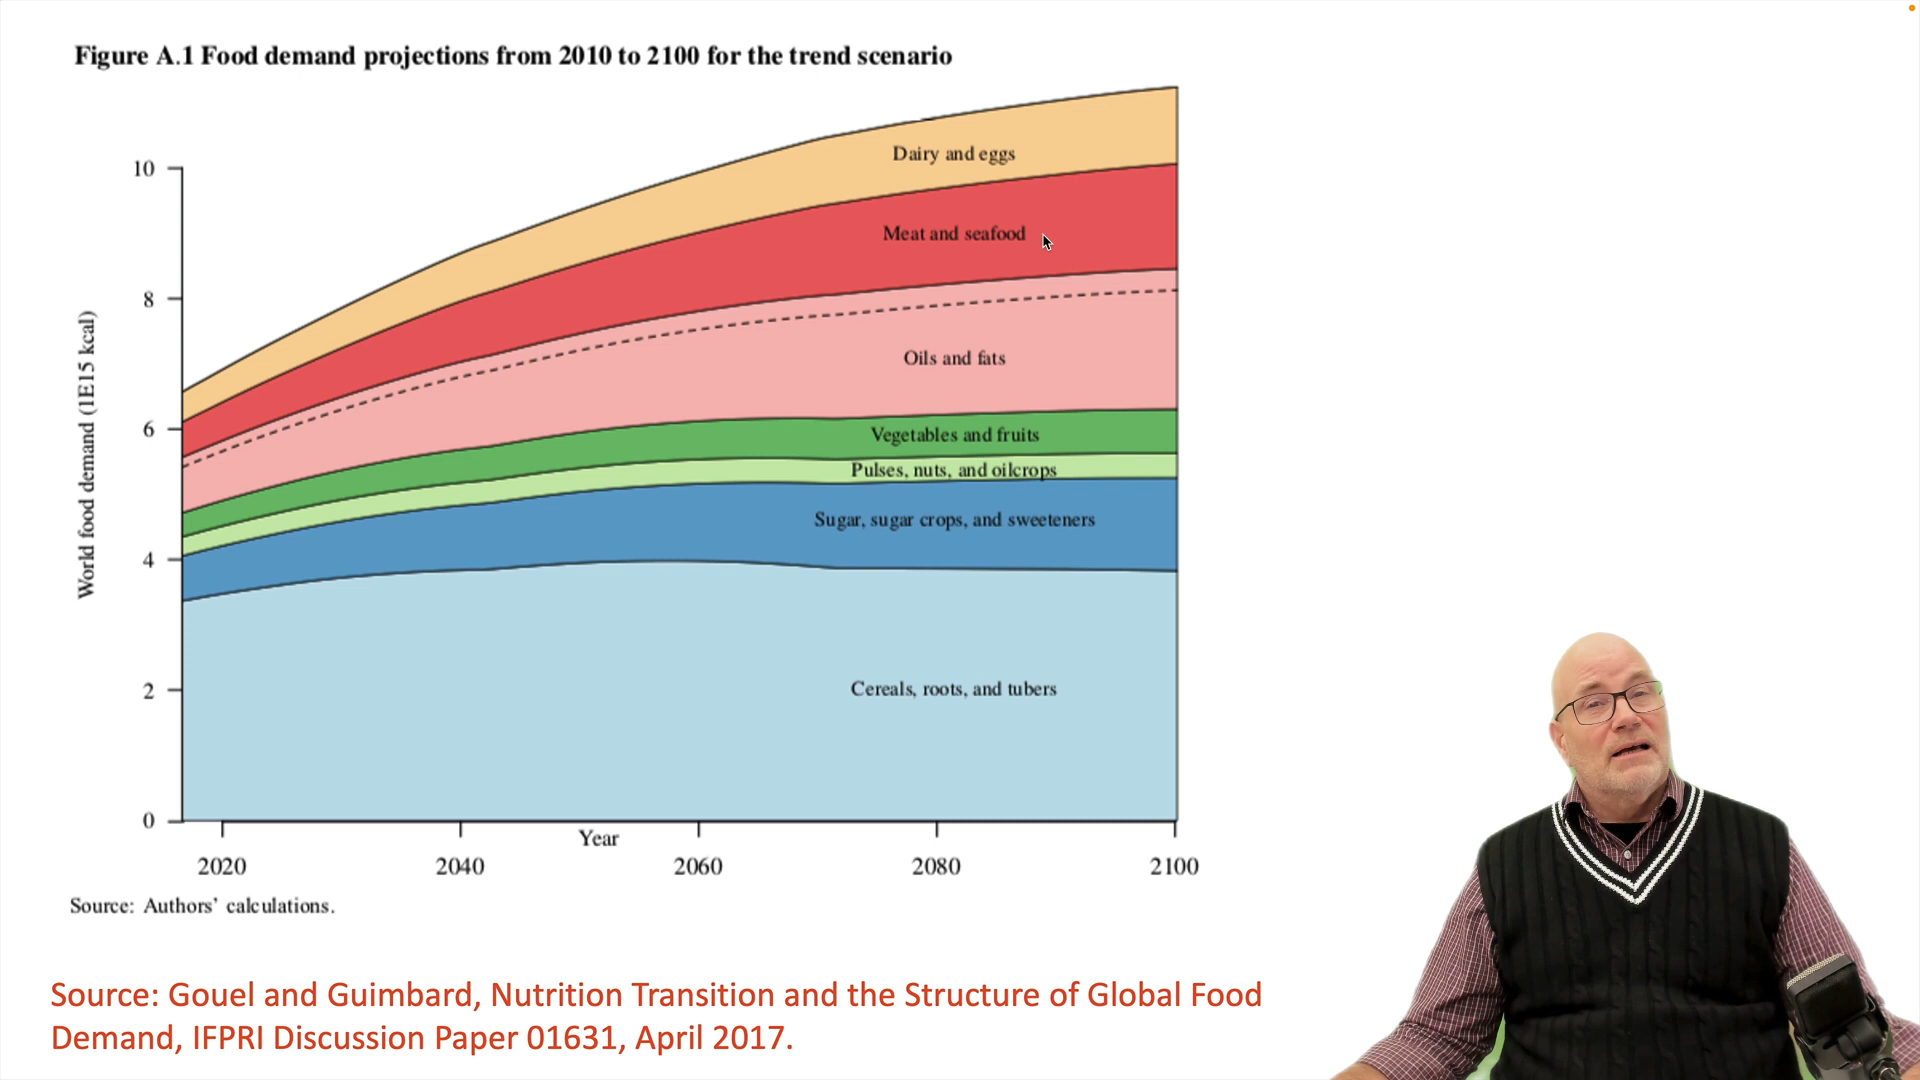 Figure A.1 Food demand projections from 2010 to 2100 for the trend scenario
10
8
6
4
2
0
World food demand (1E15 kcal)
Dairy and eggs
Meat and seafood
Oils and fats
Vegetables and fruits
Pulses, nuts, and oilcrops
Sugar, sugar crops, and sweeteners
Cereals, roots, and tubers
Year
2020 2040 2060 2080 2100
Source: Authors' calculations.
Source: Gouel and Guimbard, Nutrition Transition and the Structure of Global Food
Demand, IFPRI Discussion Paper 01631, April 2017.